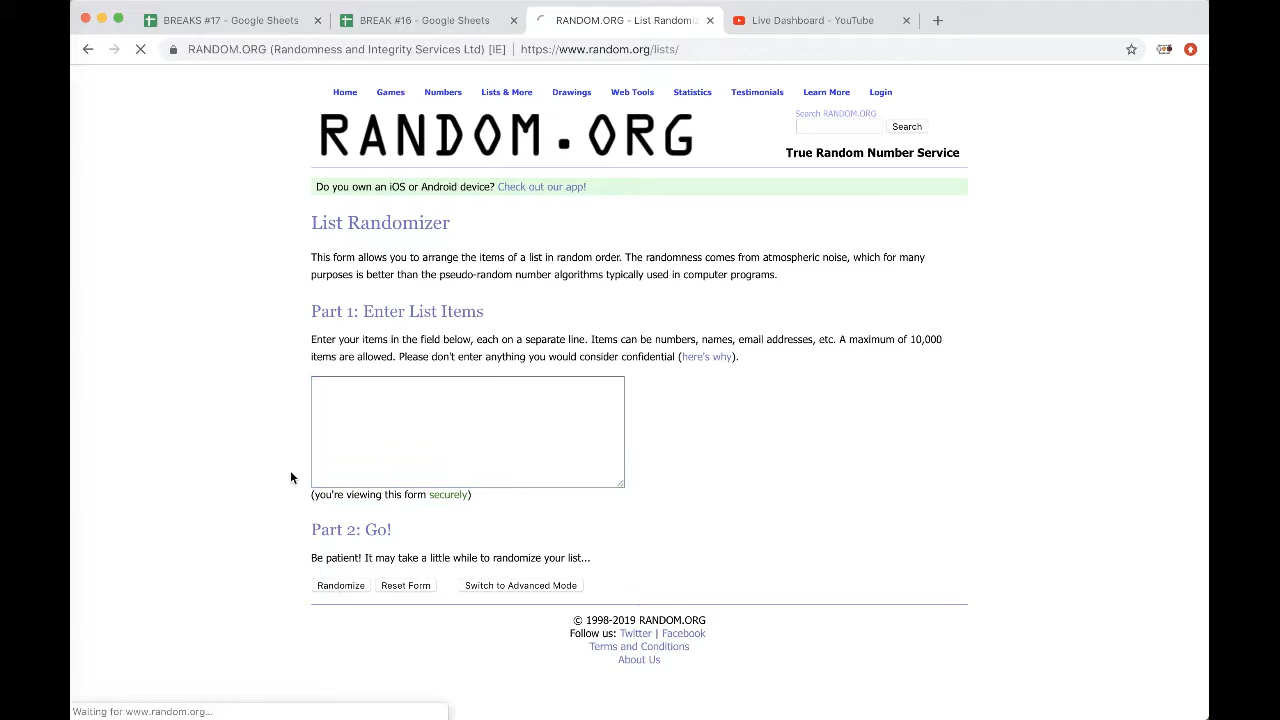 BREAKS #17 - Google Sheets
BREAK #16 - Google Sheets
RANDOM.ORG - List Randomiz
Live Dashboard - YouTube
RANDOM.ORG (Randomness and Integrity Services Ltd) [IE] | https://www.random.org/lists/
Home Games Numbers Lists & More Drawings Web Tools Statistics Testimonials Learn More Login
Search RANDOM.ORG
Search
RANDOM.ORG
True Random Number Service
Do you own an iOS or Android device? Check out our app!
List Randomizer
This form allows you to arrange the items of a list in random order. The randomness comes from atmospheric noise, which for many
purposes is better than the pseudo-random number algorithms typically used in computer programs.
Part 1: Enter List Items
Enter your items in the field below, each on a separate line. Items can be numbers, names, email addresses, etc. A maximum of 10,000
items are allowed. Please don't enter anything you would consider confidential (here's why).
(you're viewing this form securely)
Part 2: Go!
Be patient! It may take a little while to randomize your list...
Randomize Reset Form Switch to Advanced Mode
© 1998-2019 RANDOM.ORG
Follow us: Twitter | Facebook
Terms and Conditions
About Us
Waiting for www.random.org...